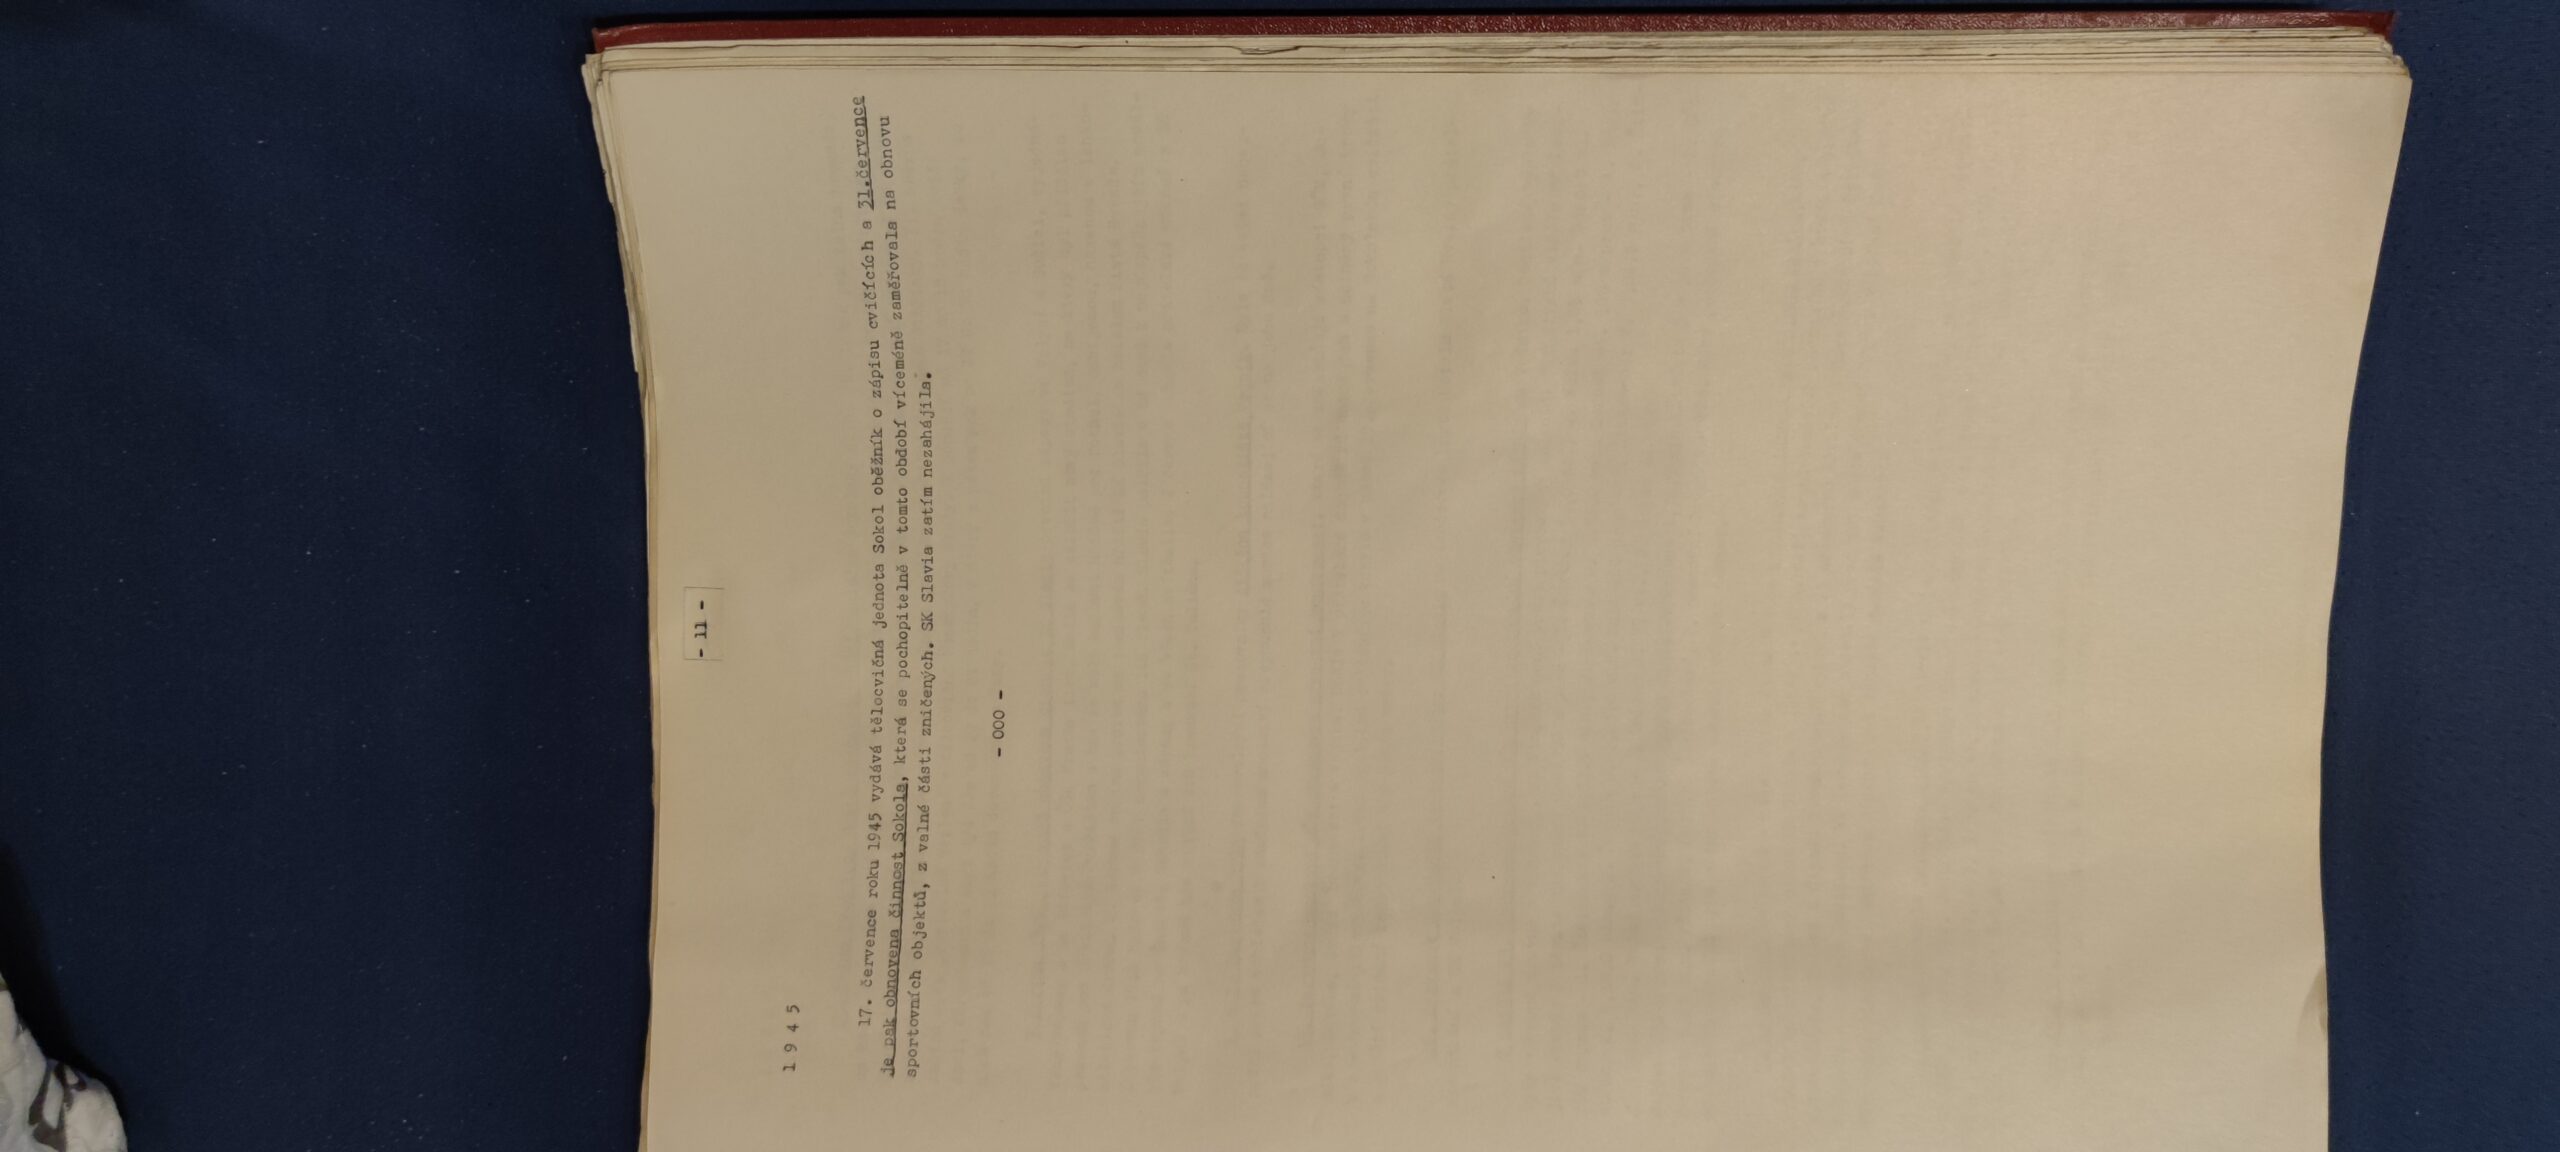 - 11 -
1 9 4 5
17. července roku 1945 vydává tělocvičná jednota Sokol oběžník o zápisu cvičících a 21.července
je pak obnovena činnost Sokola, která se pochopitelně v tomto období víceméně zaměřovala na obnovu
sportovních objektů, z valné části zničených. SK Slavia zatím nezahájila.
- 000 -